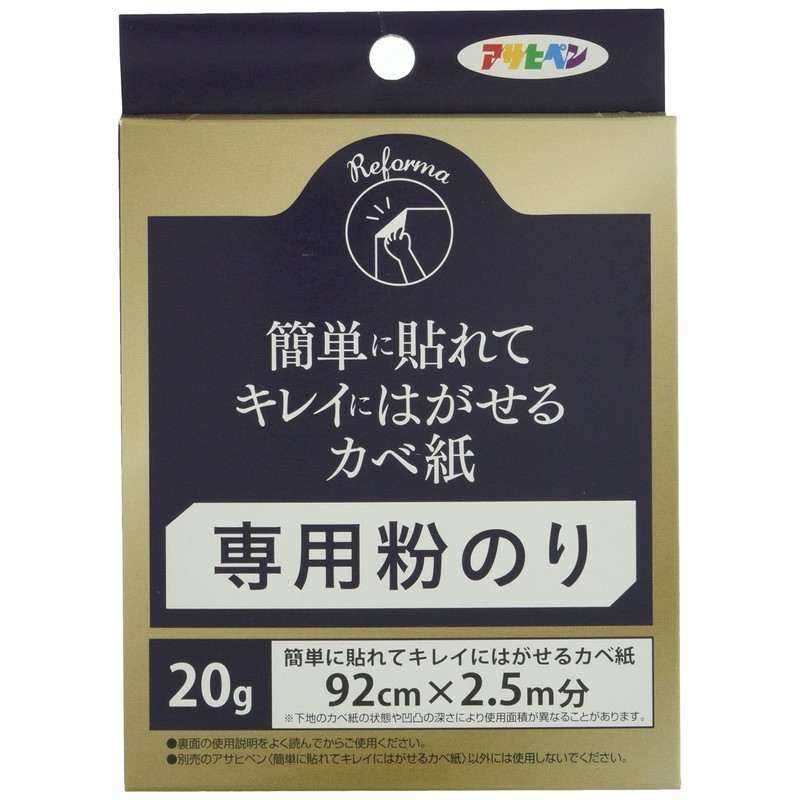 アサヒペン
Reforma
簡単に貼れて
キレイにはがせる
カベ紙
専用粉のり
20g
簡単に貼れてキレイにはがせるカベ紙
92cm×2.5m分
※下地のカベ紙の状態や凹凸の深さにより使用面積が異なることがあります。
●裏面の使用説明をよく読んでからご使用ください。
●別売のアサヒペン〈簡単に貼れてキレイにはがせるカベ紙〉以外には使用しないでください。